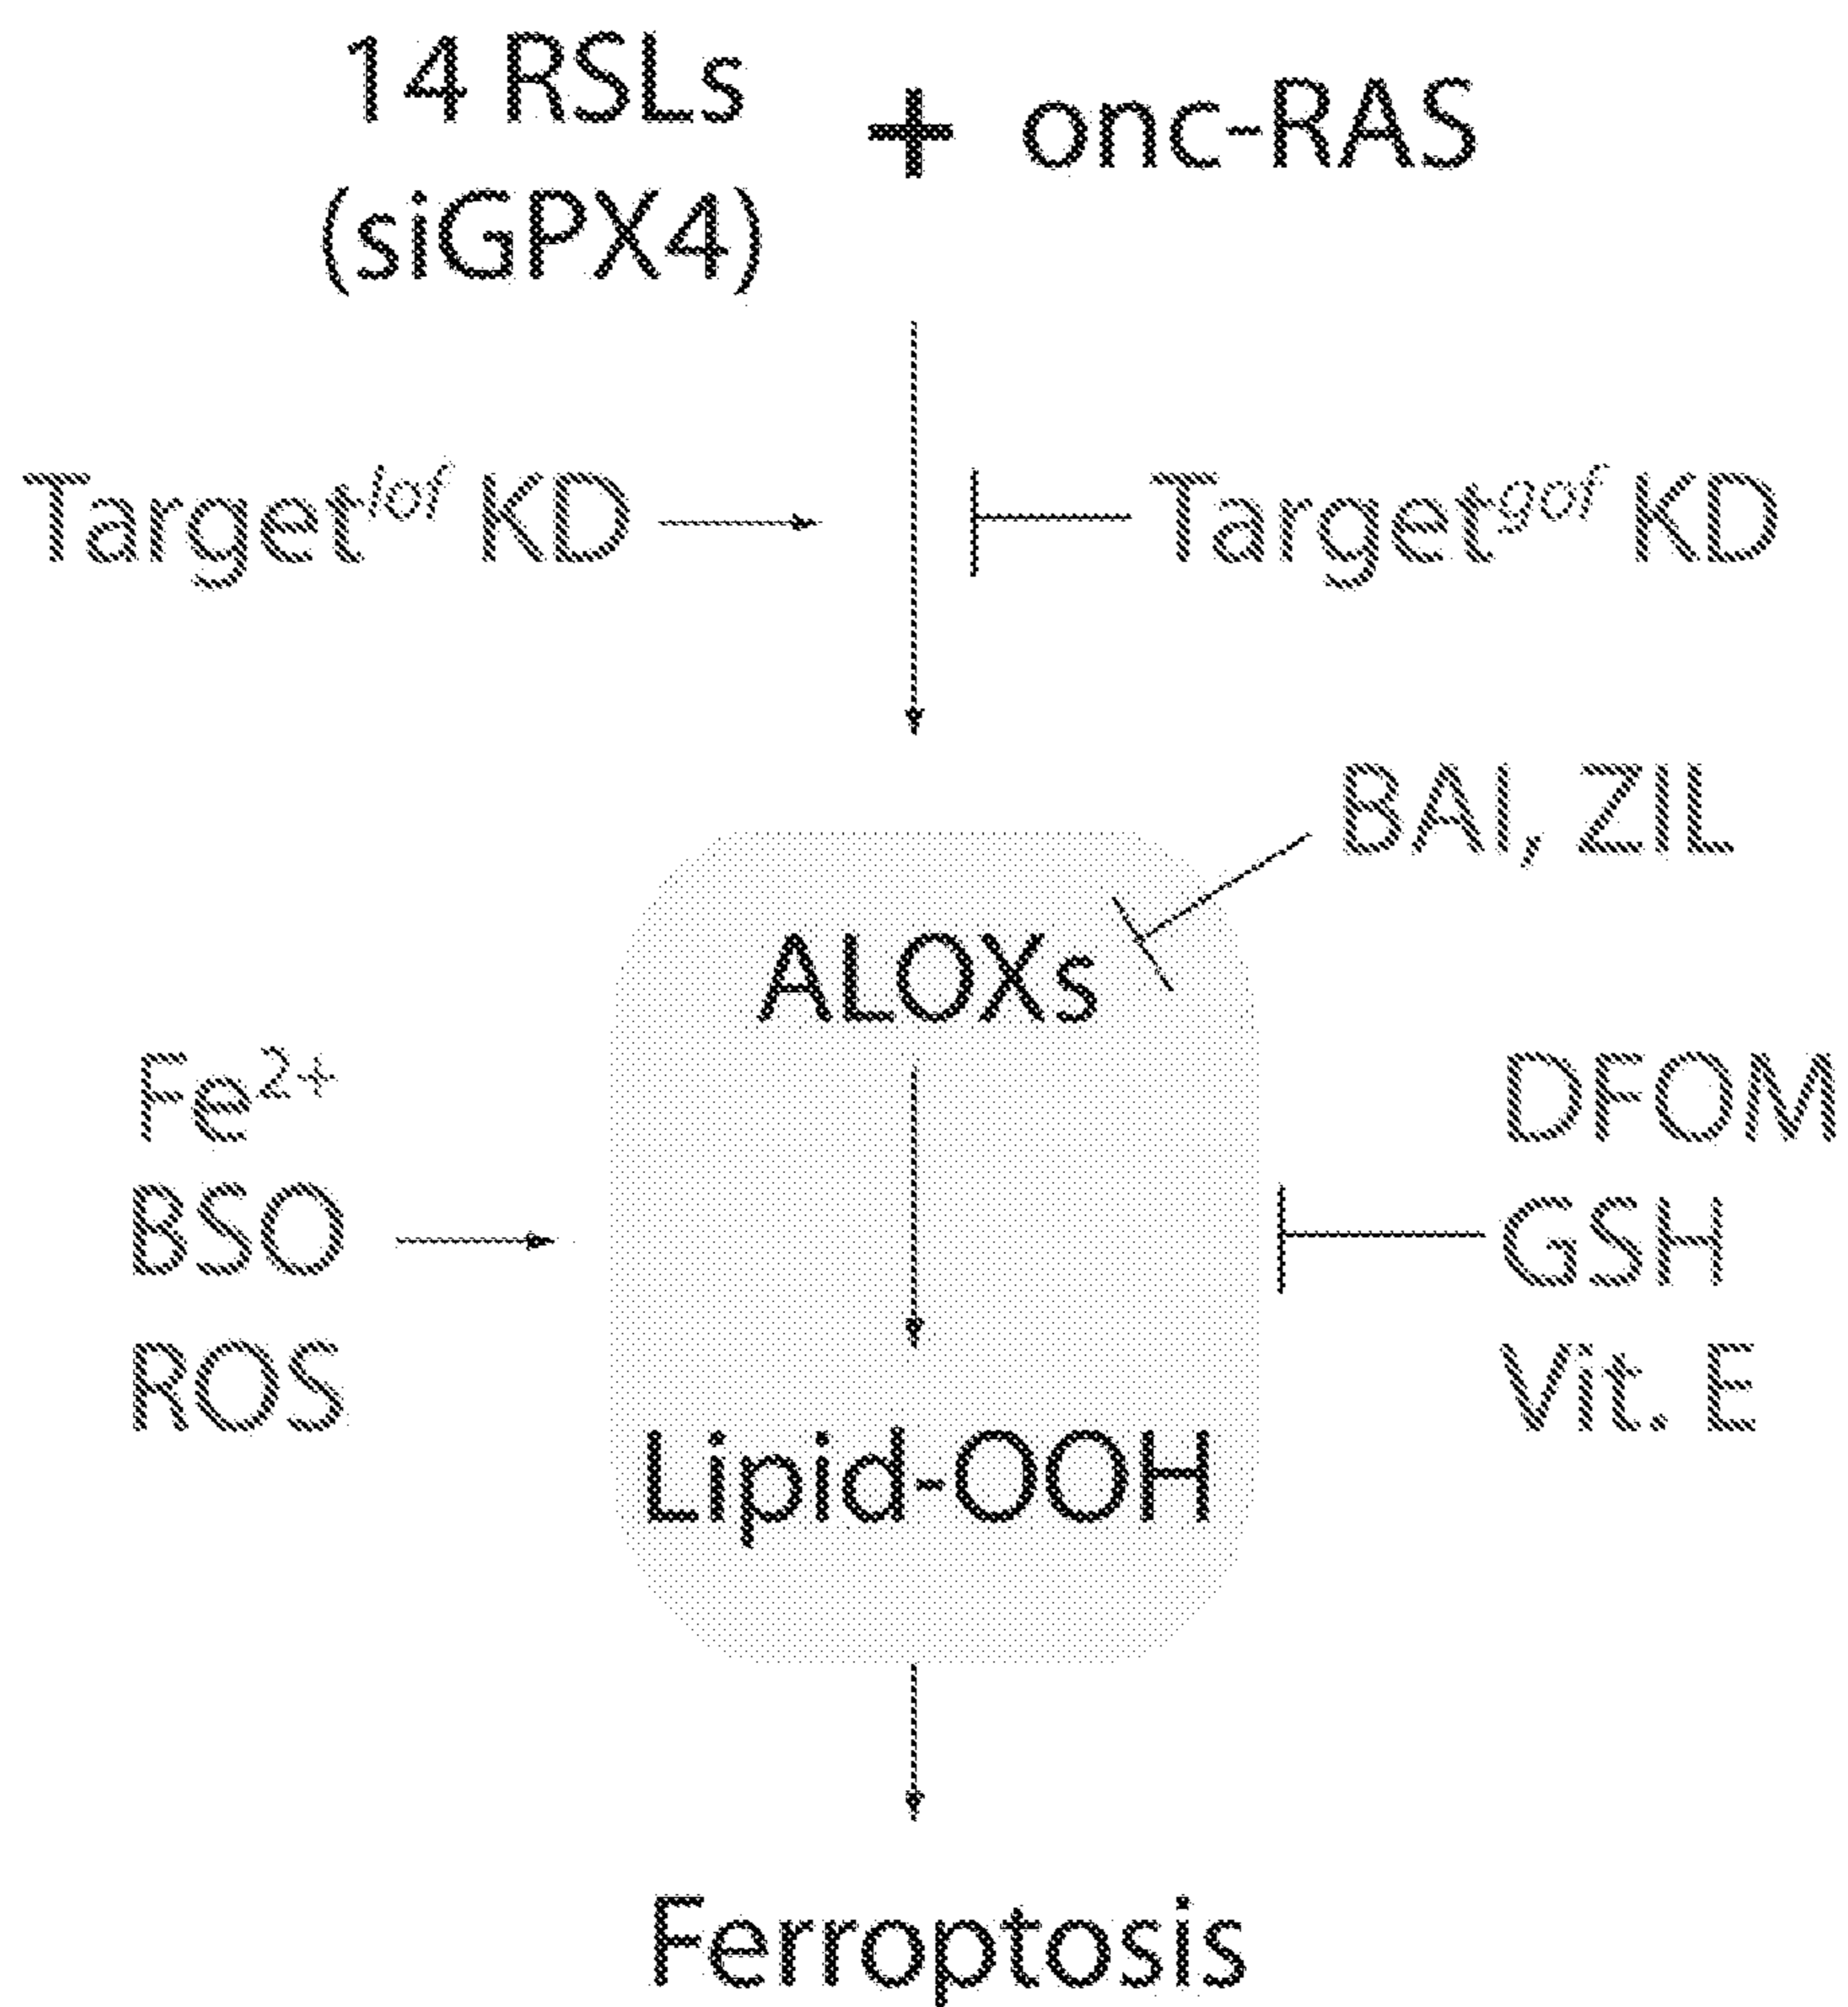 14 RSLs + onc-RAS
(siGPX4)
Target^lof KD
Target^gof KD
BAI, ZIL
ALOXs
Fe²⁺
BSO
ROS
DFOM
GSH
Vit. E
Lipid-OOH
Ferroptosis